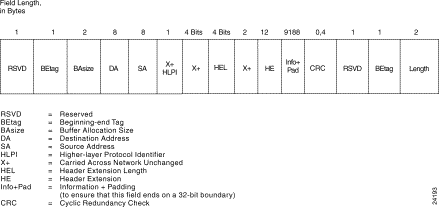 Field Length,
in Bytes
1 1 2 8 8 1 4 Bits 4 Bits 2 12 9188 0,4 1 1 2
RSVD BEtag BAsize DA SA X+ HLPI X+ HEL X+ HE Info+ Pad CRC RSVD BEtag Length
RSVD = Reserved
BEtag = Beginning-end Tag
BAsize = Buffer Allocation Size
DA = Destination Address
SA = Source Address
HLPI = Higher-layer Protocol Identifier
X+ = Carried Across Network Unchanged
HEL = Header Extension Length
HE = Header Extension
Info+Pad = Information + Padding
(to ensure that this field ends on a 32-bit boundary)
CRC = Cyclic Redundancy Check
24193